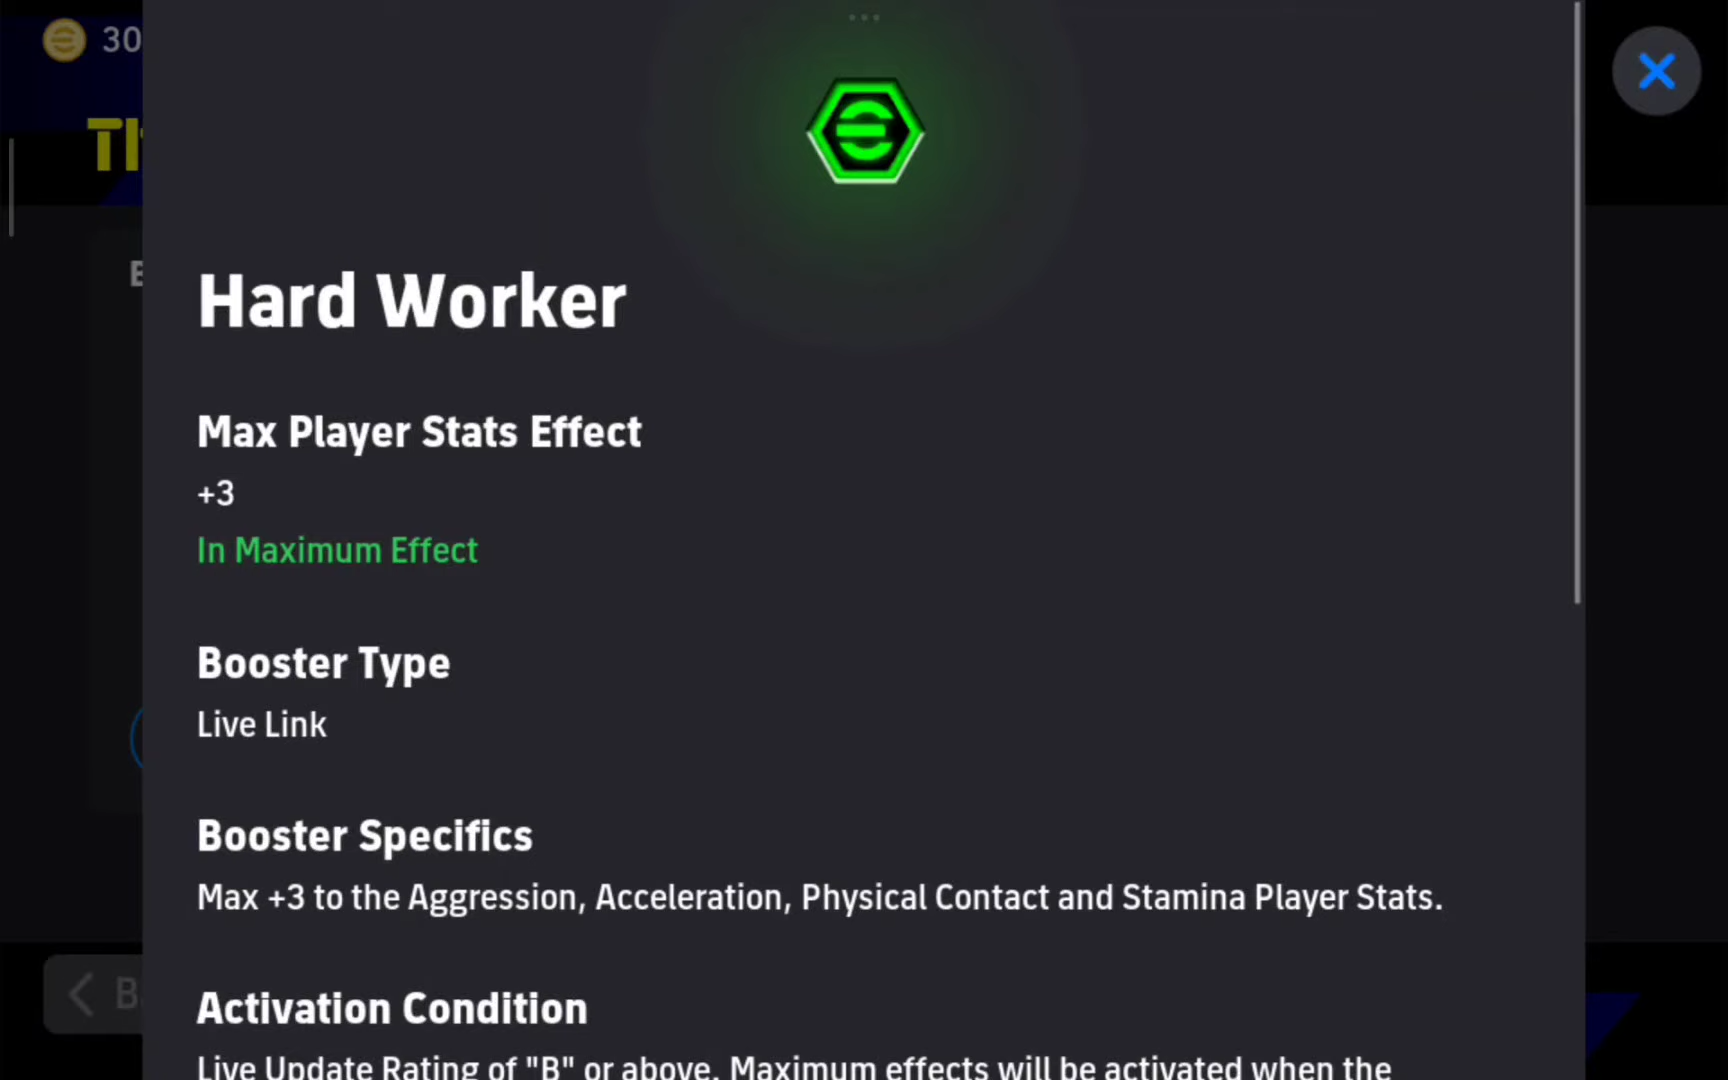 30
Hard Worker
Max Player Stats Effect
+3
In Maximum Effect
Booster Type
Live Link
Booster Specifics
Max +3 to the Aggression, Acceleration, Physical Contact and Stamina Player Stats.
B
Activation Condition
Live Update Rating of "B" or above. Maximum effects will be activated when the